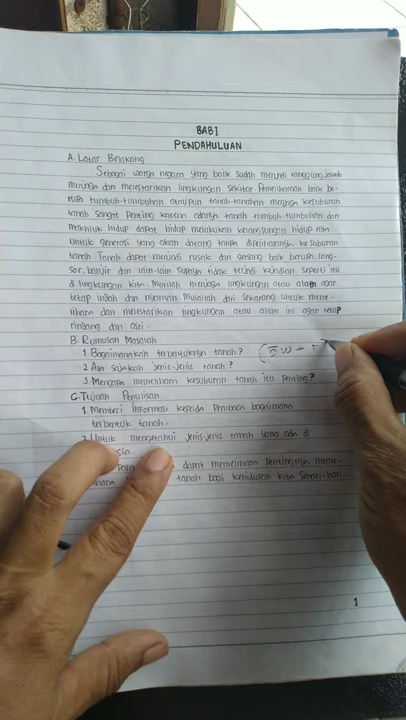 BAB I
PENDAHULUAN
A. Latar Belakang
Sebagai warga negara yang baik sudah menjadi tanggung jawab
menjaga dan melestarikan lingkungan sekitar. Pemeliharaan baik be-
rupa tumbuh-tumbuhan ataupun tanah-tanahan menjaga kesuburan
tanah sangat penting karena adanya tanah tumbuh-tumbuhan dan
makhluk hidup dapat hidup melakukan kelangsungan hidup nya
untuk generasi yang akan datang tanpa dipeliharanya kesuburan
tanah. Tanah dapat menjadi rusak dan gersang baik berupa, long-
sor, banjir dan lain-lain supaya tidak terjadi kejadian seperti itu
di lingkungan kita. Marilah menjaga lingkungan atau alam agar
tetap indah dan nyaman. Mulailah dari sekarang untuk meme-
lihara dan melestarikan lingkungan atau alam ini agar tetap
rindang dan asri.
B. Rumusan Masalah
1. Bagaimanakah terbentuknya tanah? (5W -
2. Apa sajakah jenis-jenis tanah?
3. Mengapa memelihara kesuburan tanah itu penting?
C. Tujuan Penulisan
1. Memberi informasi kepada pembaca bagaimana
terbentuk tanah.
2. Untuk mengetahui jenis-jenis tanah yang ada di
dapat memelihara pentingnya meme-
tanah bagi kehidupan kita sehari-hari.
1